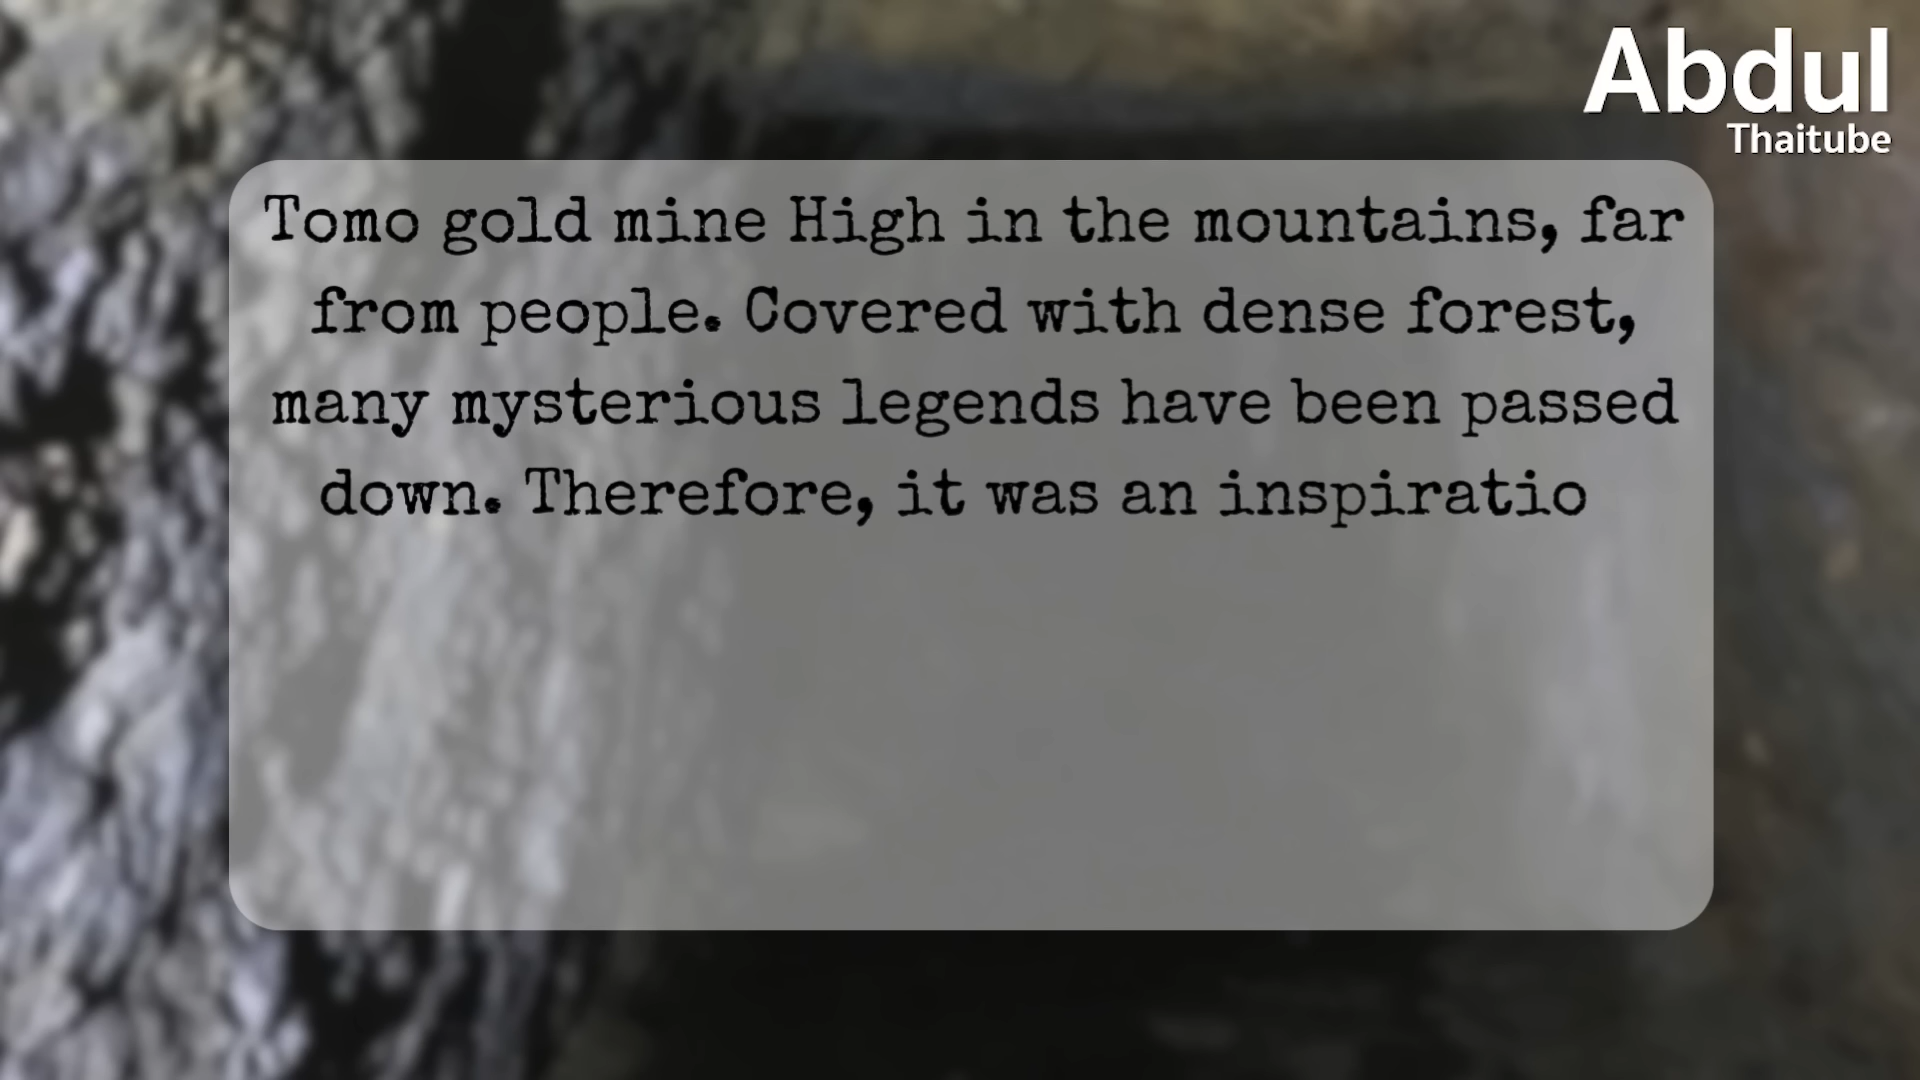 Abdul
Thaitube
Tomo gold mine High in the mountains, far
from people. Covered with dense forest,
many mysterious legends have been passed
down. Therefore, it was an inspiratio